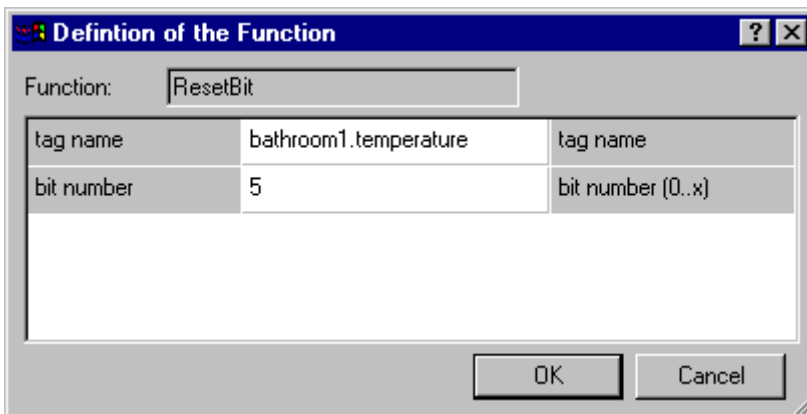 Defintion of the Function
Function: ResetBit
tag name bathroom1.temperature tag name
bit number 5 bit number (0..x)
OK Cancel